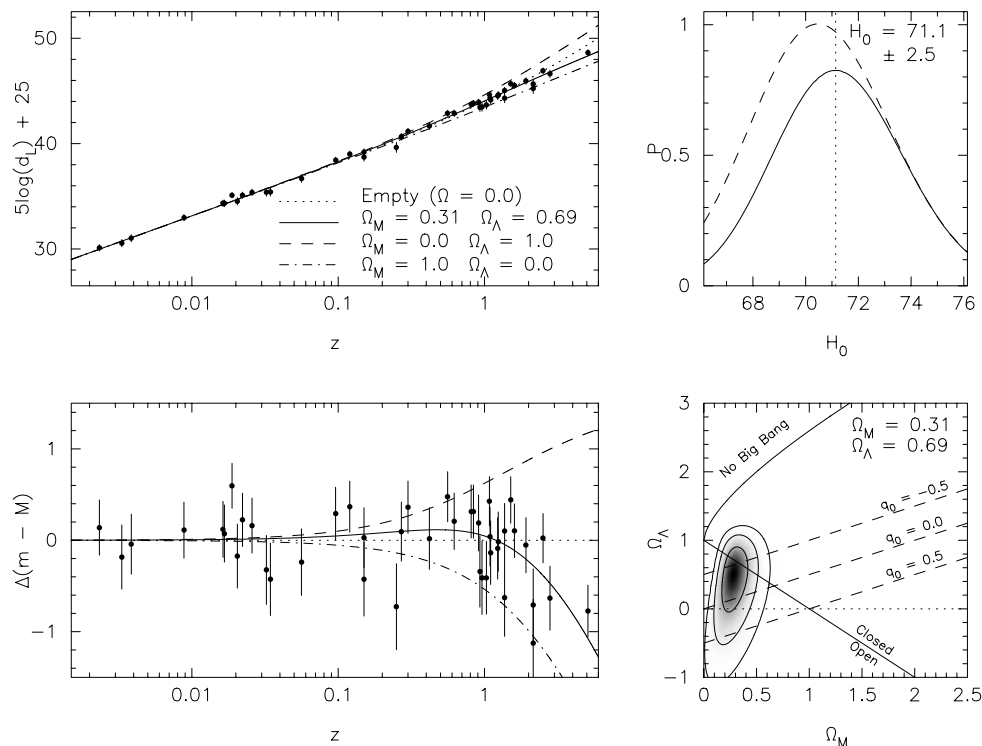 50
40
30
5log(d_L) + 25
Empty (Ω = 0.0)
Ω_M = 0.31 Ω_Λ = 0.69
Ω_M = 0.0 Ω_Λ = 1.0
Ω_M = 1.0 Ω_Λ = 0.0
0.01 0.1 1
z
1
0.5
0
P
H_0 = 71.1
± 2.5
68 70 72 74 76
H_0
1
0
-1
Δ(m − M)
0.01 0.1 1
z
3
2
1
0
-1
Ω_Λ
Ω_M = 0.31
Ω_Λ = 0.69
No Big Bang
q_0 = -0.5
q_0 = 0.0
q_0 = 0.5
Closed
Open
0 0.5 1 1.5 2 2.5
Ω_M